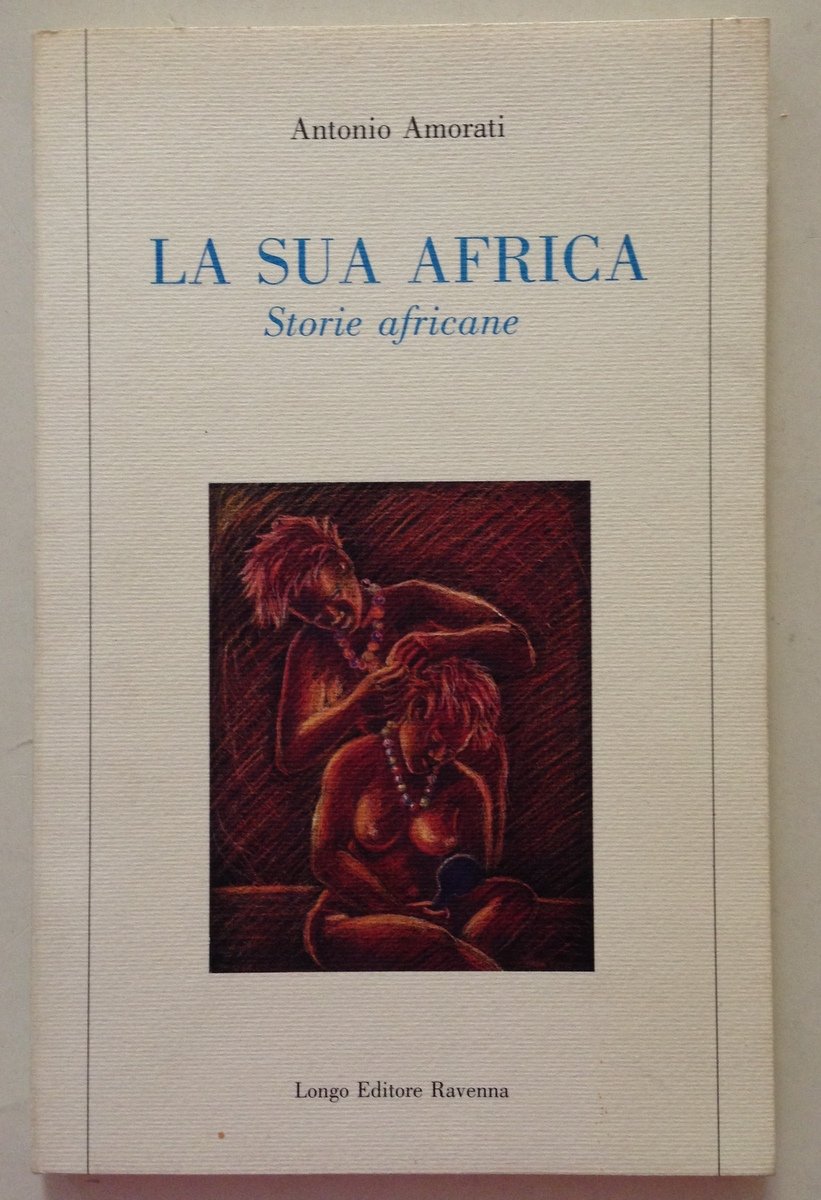 Antonio Amorati
LA SUA AFRICA
Storie africane
Longo Editore Ravenna